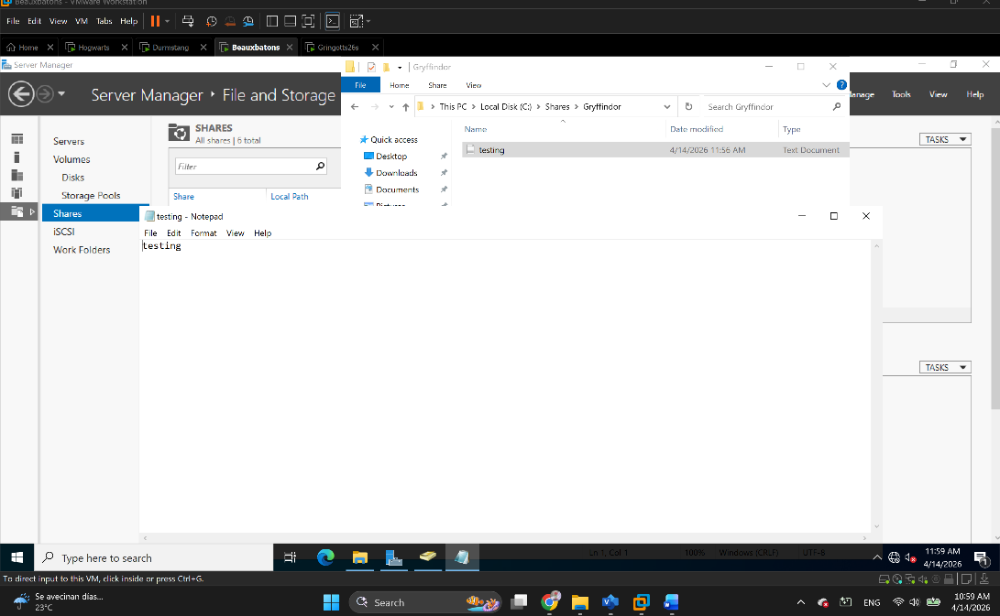 Beauxbatons - VMware Workstation
File Edit View VM Tabs Help
Home Hogwarts Durmstang Beauxbatons Gringotts26s
Server Manager
Gryffindor
Server Manager • File and Storage
Manage Tools View Help
File Home Share View
This PC > Local Disk (C:) > Shares > Gryffindor
Search Gryffindor
Name Date modified Type
testing 4/14/2026 11:56 AM Text Document
Quick access
Desktop
Downloads
Documents
Pictures
Servers
Volumes
Disks
Storage Pools
Shares
iSCSI
Work Folders
SHARES
All shares | 6 total
Filter
Share Local Path
TASKS
testing - Notepad
File Edit Format View Help
testing
TASKS
Ln 1, Col 1 100% Windows (CRLF) UTF-8
Type here to search
11:59 AM
4/14/2026
1
To direct input to this VM, click inside or press Ctrl+G.
Se avecinan días...
23°C
Search
ENG
10:59 AM
4/14/2026